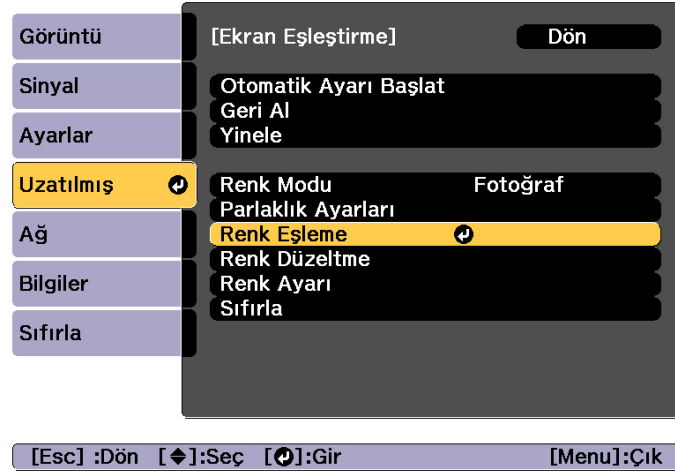 Görüntü
Sinyal
Ayarlar
Uzatılmış
Ağ
Bilgiler
Sıfırla
[Ekran Eşleştirme] Dön
Otomatik Ayarı Başlat
Geri Al
Yinele
Renk Modu Fotoğraf
Parlaklık Ayarları
Renk Eşleme
Renk Düzeltme
Renk Ayarı
Sıfırla
[Esc] :Dön [◆]:Seç [⏎]:Gir [Menu]:Çık